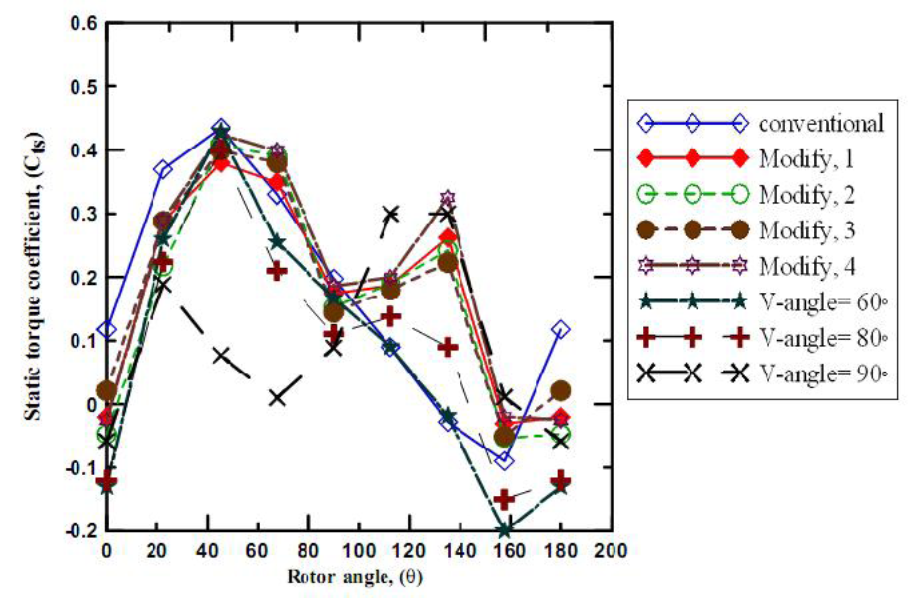 0.6
0.5
0.4
0.3
0.2
0.1
0
-0.1
-0.2
Static torque coefficient, (Cts)
0 20 40 60 80 100 120 140 160 180 200
Rotor angle, (θ)
conventional
Modify, 1
Modify, 2
Modify, 3
Modify, 4
V-angle= 60°
V-angle= 80°
V-angle= 90°